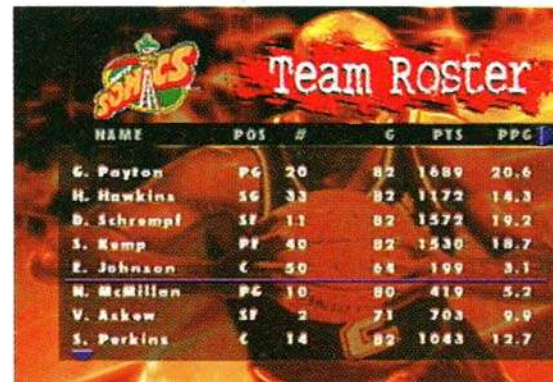 SONICS
Team Roster
NAME POS # G PTS PPG
G. Payton PG 20 82 1689 20.6
H. Hawkins SG 33 82 1172 14.3
D. Schrempf SF 11 82 1572 19.2
S. Kemp PF 40 82 1530 18.7
E. Johnson C 50 64 199 3.1
N. McMillan PG 10 80 419 5.2
V. Askew SF 2 71 703 9.9
S. Perkins C 14 82 1043 12.7